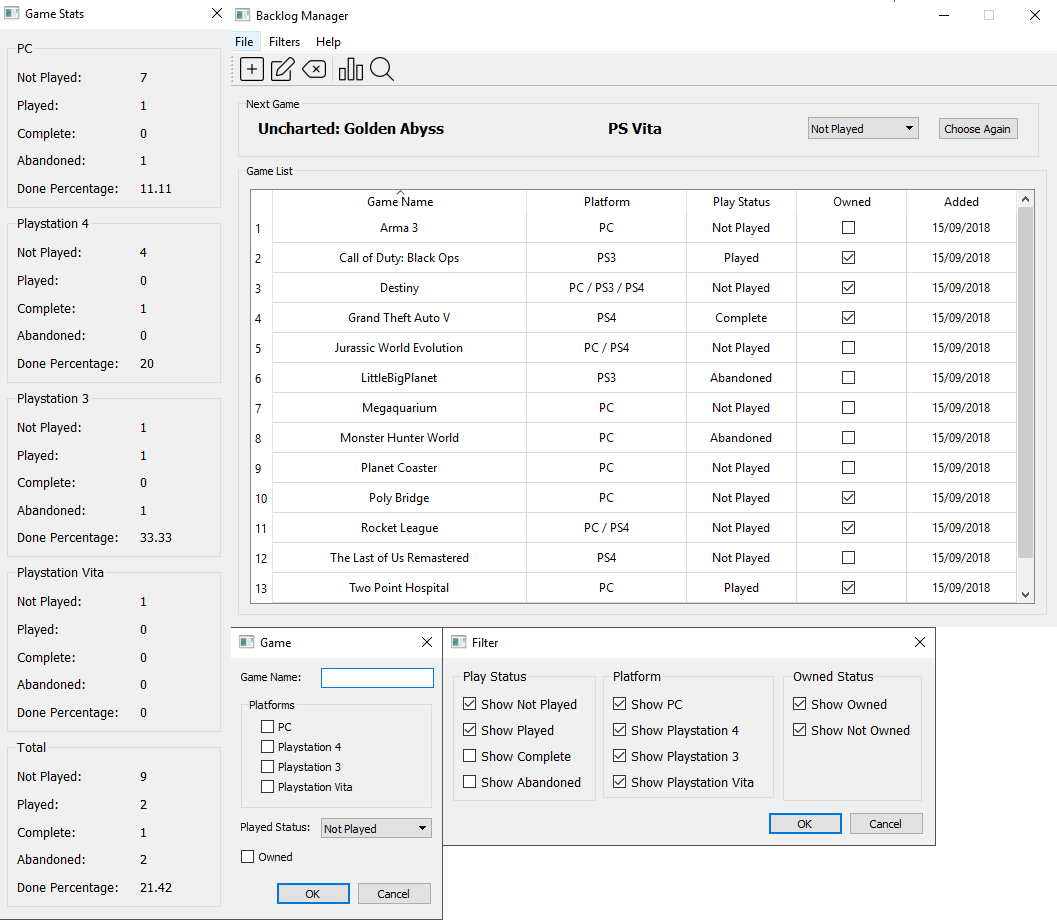 Game Stats
PC
Not Played: 7
Played: 1
Complete: 0
Abandoned: 1
Done Percentage: 11.11
Playstation 4
Not Played: 4
Played: 0
Complete: 1
Abandoned: 0
Done Percentage: 20
Playstation 3
Not Played: 1
Played: 1
Complete: 0
Abandoned: 1
Done Percentage: 33.33
Playstation Vita
Not Played: 1
Played: 0
Complete: 0
Abandoned: 0
Done Percentage: 0
Total
Not Played: 9
Played: 2
Complete: 1
Abandoned: 2
Done Percentage: 21.42
Backlog Manager
File Filters Help
Next Game
Uncharted: Golden Abyss PS Vita Not Played Choose Again
Game List
Game Name Platform Play Status Owned Added
1 Arma 3 PC Not Played 15/09/2018
2 Call of Duty: Black Ops PS3 Played 15/09/2018
3 Destiny PC / PS3 / PS4 Not Played 15/09/2018
4 Grand Theft Auto V PS4 Complete 15/09/2018
5 Jurassic World Evolution PC / PS4 Not Played 15/09/2018
6 LittleBigPlanet PS3 Abandoned 15/09/2018
7 Megaquarium PC Not Played 15/09/2018
8 Monster Hunter World PC Abandoned 15/09/2018
9 Planet Coaster PC Not Played 15/09/2018
10 Poly Bridge PC Not Played 15/09/2018
11 Rocket League PC / PS4 Not Played 15/09/2018
12 The Last of Us Remastered PS4 Not Played 15/09/2018
13 Two Point Hospital PC Played 15/09/2018
Game
Game Name:
Platforms
PC
Playstation 4
Playstation 3
Playstation Vita
Played Status: Not Played
Owned
OK Cancel
Filter
Play Status Platform Owned Status
Show Not Played Show PC Show Owned
Show Played Show Playstation 4 Show Not Owned
Show Complete Show Playstation 3
Show Abandoned Show Playstation Vita
OK Cancel